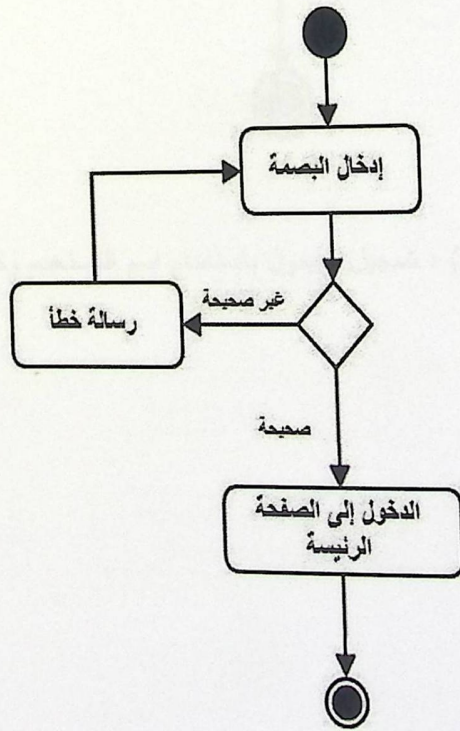 إدخال البصمة
غير صحيحة
رسالة خطأ
صحيحة
الدخول إلى الصفحة
الرئيسة